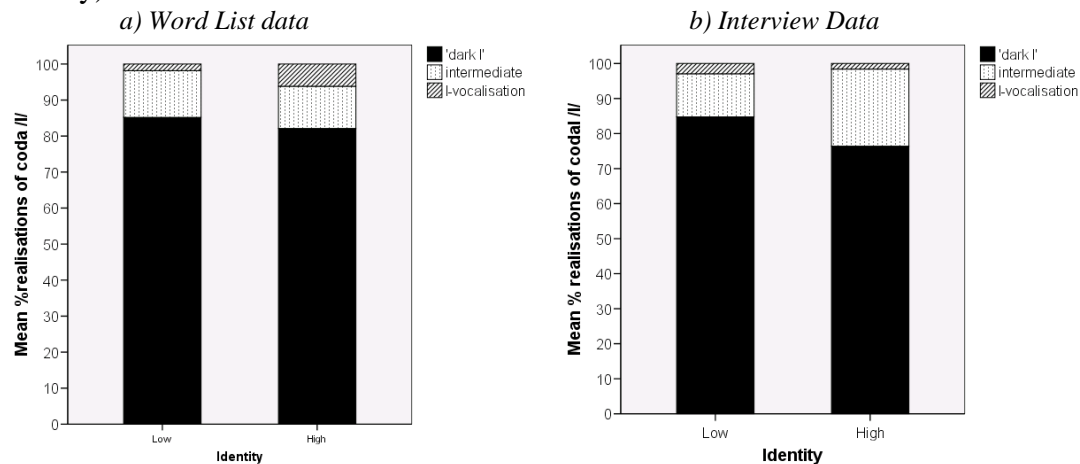 a) Word List data
'dark l'
intermediate
l-vocalisation
100
90
80
70
60
50
40
30
20
10
0
Mean %realisations of coda /l/
Low
High
Identity
b) Interview Data
'dark l'
intermediate
l-vocalisation
100
90
80
70
60
50
40
30
20
10
0
Mean % realisations of codal /l/
Low
High
Identity